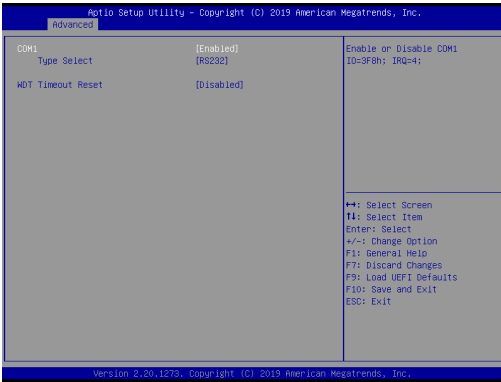 Aptio Setup Utility - Copyright (C) 2019 American Megatrends, Inc.
Advanced
COM1 [Enabled]
Type Select [RS232]
WDT Timeout Reset [Disabled]
Enable or Disable COM1
IO=3F8h; IRQ=4;
↔: Select Screen
↑↓: Select Item
Enter: Select
+/-: Change Option
F1: General Help
F7: Discard Changes
F9: Load UEFI Defaults
F10: Save and Exit
ESC: Exit
Version 2.20.1273. Copyright (C) 2019 American Megatrends, Inc.